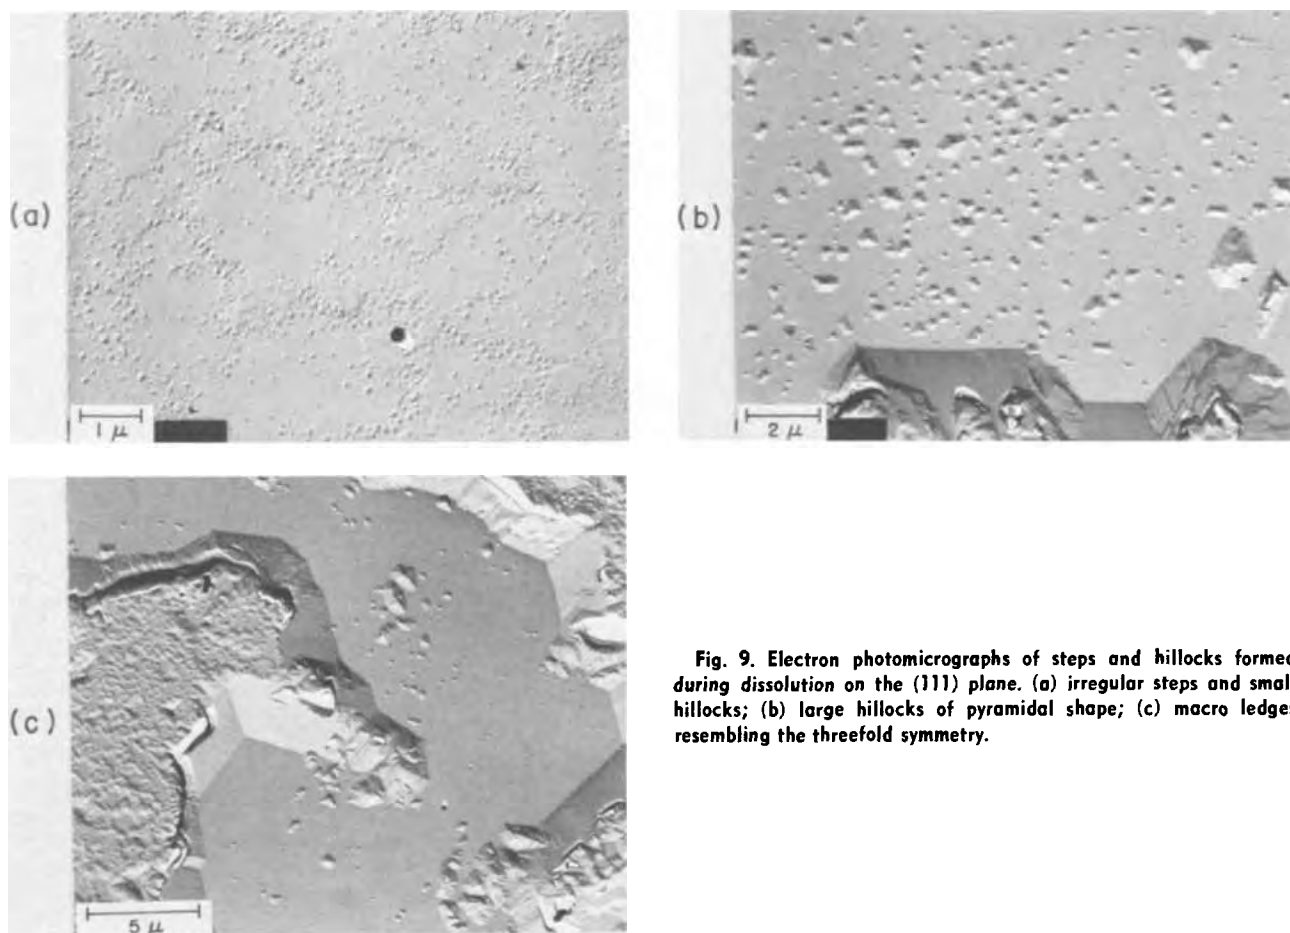 (a)
1 μ
(b)
2 μ
(c)
5 μ
Fig. 9. Electron photomicrographs of steps and hillocks forme
during dissolution on the (111) plane. (a) irregular steps and smal
hillocks; (b) large hillocks of pyramidal shape; (c) macro ledge
resembling the threefold symmetry.